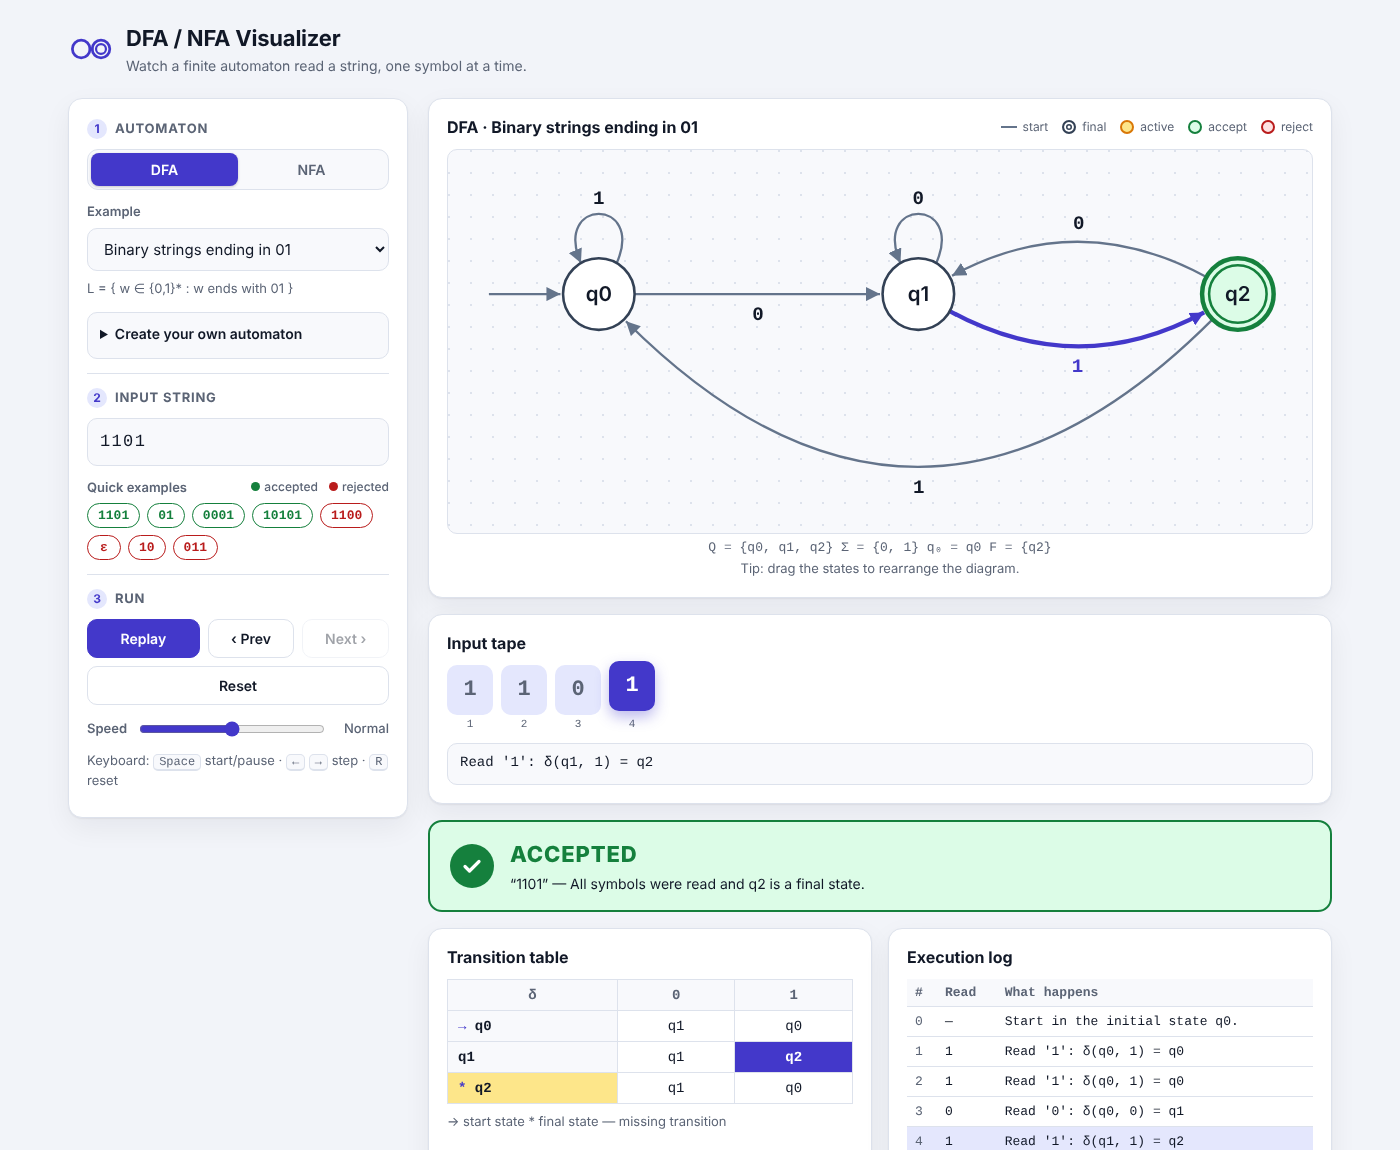 DFA / NFA Visualizer
Watch a finite automaton read a string, one symbol at a time.
1 AUTOMATON
DFA NFA
Example
Binary strings ending in 01
L = { w ∈ {0,1}* : w ends with 01 }
▶ Create your own automaton
2 INPUT STRING
1101
Quick examples accepted rejected
1101 01 0001 10101 1100
ε 10 011
3 RUN
Replay ‹ Prev Next ›
Reset
Speed Normal
Keyboard: Space start/pause · ← → step · R
reset
DFA · Binary strings ending in 01
start final active accept reject
1 0
0
q0 q1 q2
0
1
1
Q = {q0, q1, q2} Σ = {0, 1} q₀ = q0 F = {q2}
Tip: drag the states to rearrange the diagram.
Input tape
1 1 0 1
1 2 3 4
Read '1': δ(q1, 1) = q2
ACCEPTED
“1101” — All symbols were read and q2 is a final state.
Transition table
δ 0 1
→ q0 q1 q0
q1 q1 q2
* q2 q1 q0
→ start state * final state — missing transition
Execution log
# Read What happens
0 — Start in the initial state q0.
1 1 Read '1': δ(q0, 1) = q0
2 1 Read '1': δ(q0, 1) = q0
3 0 Read '0': δ(q0, 0) = q1
4 1 Read '1': δ(q1, 1) = q2